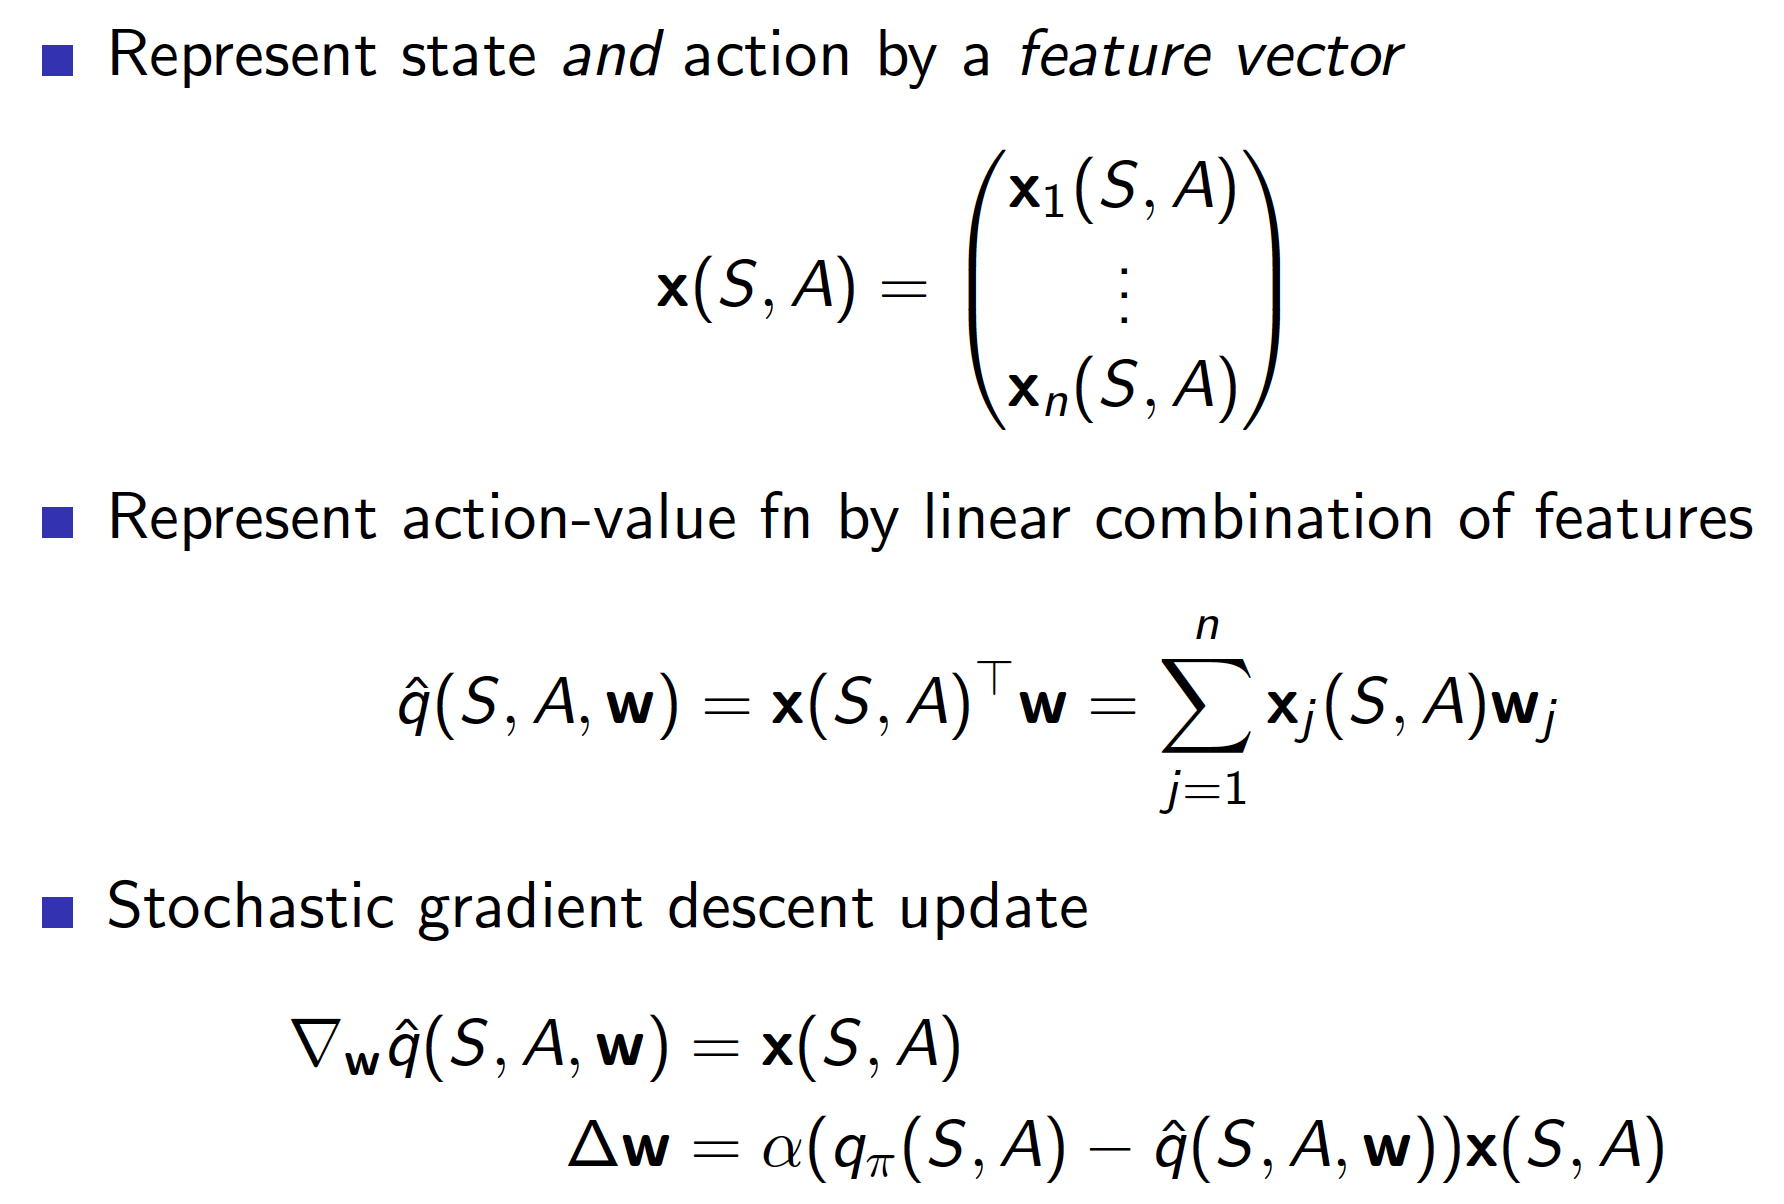 Represent state and action by a feature vector
$$\mathbf{x}(S, A) = \begin{pmatrix} \mathbf{x}_1(S, A) \\ \vdots \\ \mathbf{x}_n(S, A) \end{pmatrix}$$
Represent action-value fn by linear combination of features
$$\hat{q}(S, A, \mathbf{w}) = \mathbf{x}(S, A)^\top \mathbf{w} = \sum_{j=1}^{n} \mathbf{x}_j(S, A)\mathbf{w}_j$$
Stochastic gradient descent update
$$\nabla_{\mathbf{w}} \hat{q}(S, A, \mathbf{w}) = \mathbf{x}(S, A)$$
$$\Delta \mathbf{w} = \alpha(q_\pi(S, A) - \hat{q}(S, A, \mathbf{w}))\mathbf{x}(S, A)$$